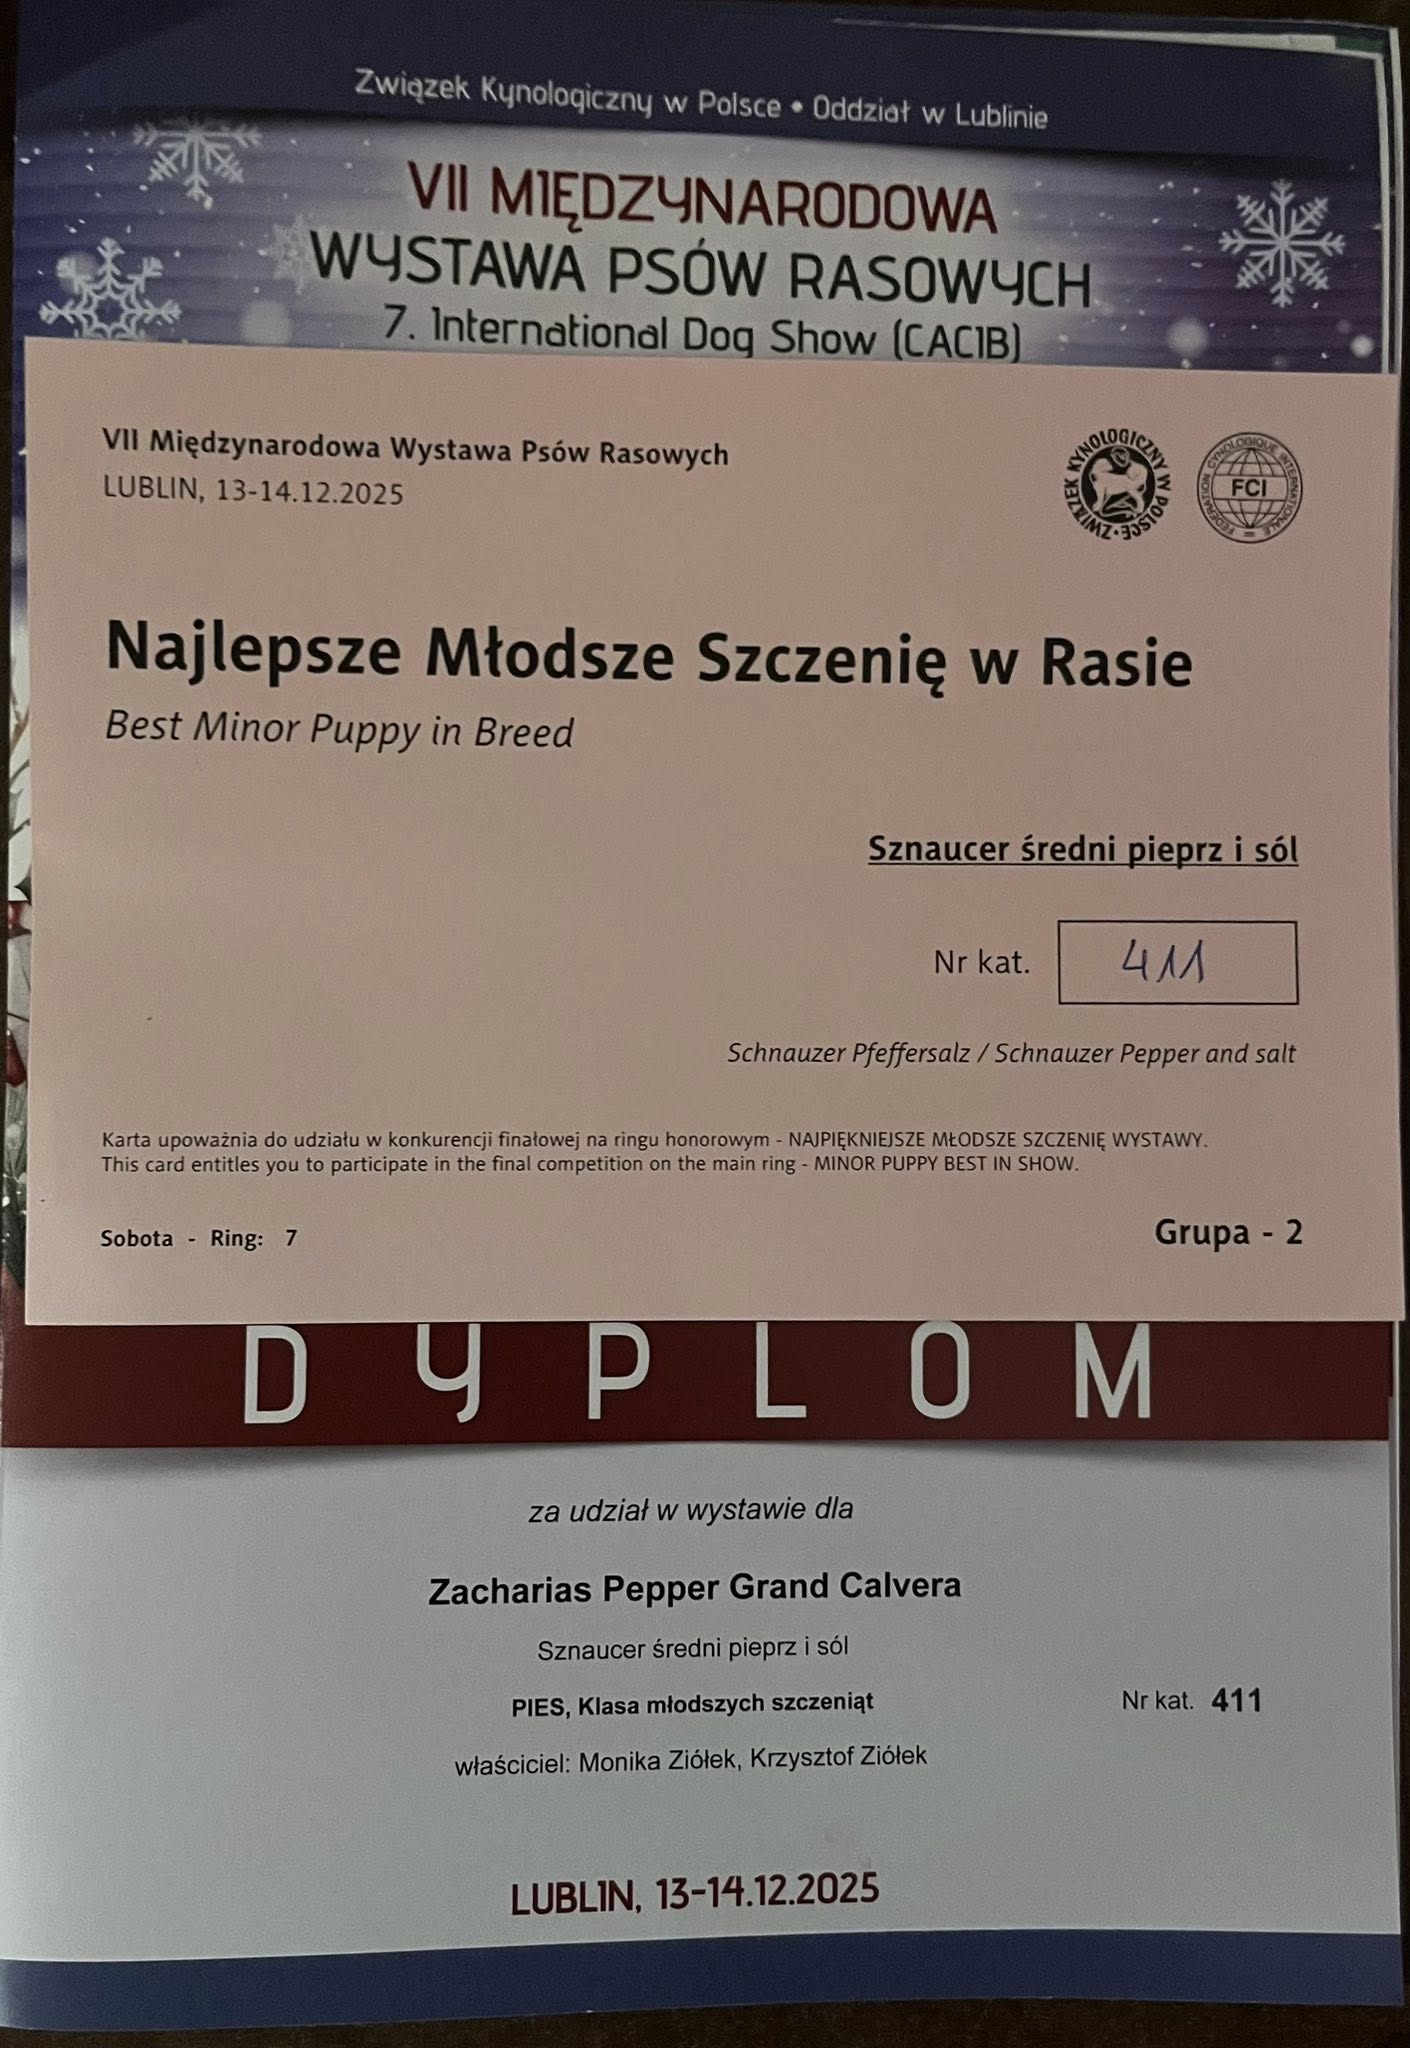 Związek Kynologiczny w Polsce • Oddział w Lublinie
VII MIĘDZYNARODOWA
WYSTAWA PSÓW RASOWYCH
7. International Dog Show (CACIB)
VII Międzynarodowa Wystawa Psów Rasowych
LUBLIN, 13-14.12.2025
ZWIĄZEK KYNOLOGICZNY W POLSCE
FEDERATION CYNOLOGIQUE INTERNATIONALE
FCI
Najlepsze Młodsze Szczenię w Rasie
Best Minor Puppy in Breed
Sznaucer średni pieprz i sól
Nr kat. 411
Schnauzer Pfeffersalz / Schnauzer Pepper and salt
Karta upoważnia do udziału w konkurencji finałowej na ringu honorowym - NAJPIĘKNIEJSZE MŁODSZE SZCZENIĘ WYSTAWY.
This card entitles you to participate in the final competition on the main ring - MINOR PUPPY BEST IN SHOW.
Sobota - Ring: 7
Grupa - 2
DYPLOM
za udział w wystawie dla
Zacharias Pepper Grand Calvera
Sznaucer średni pieprz i sól
PIES, Klasa młodszych szczeniąt
Nr kat. 411
właściciel: Monika Ziółek, Krzysztof Ziółek
LUBLIN, 13-14.12.2025